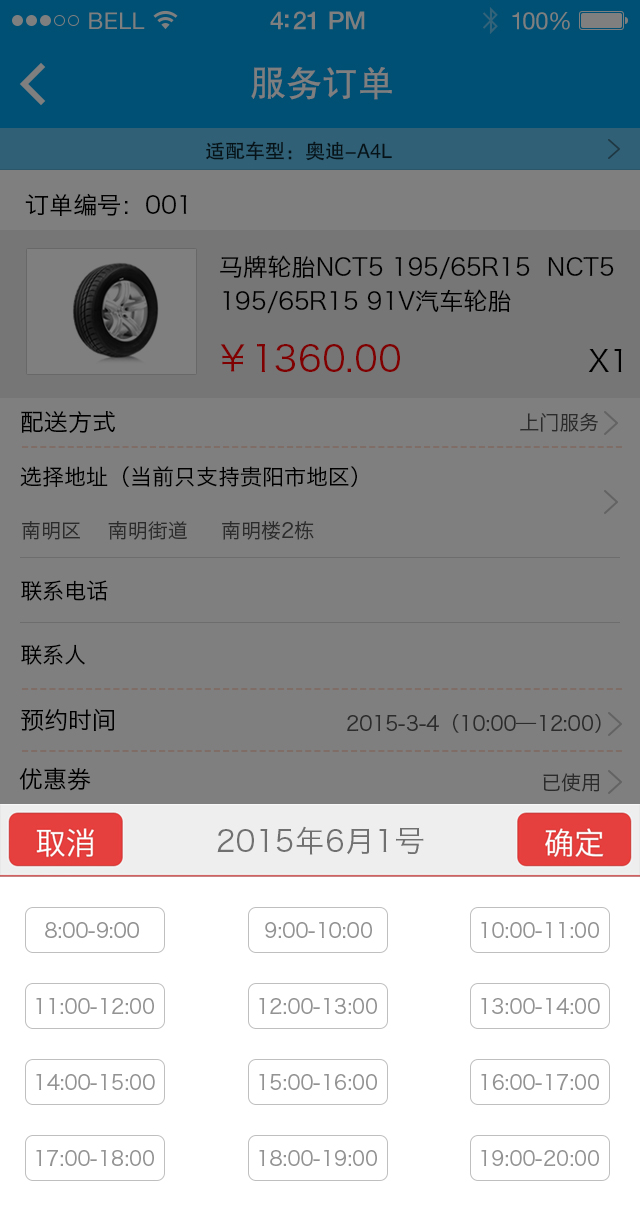 BELL 4:21 PM 100%
服务订单
适配车型：奥迪-A4L
订单编号：001
马牌轮胎NCT5 195/65R15 NCT5
195/65R15 91V汽车轮胎
￥1360.00 X1
配送方式 上门服务
选择地址（当前只支持贵阳市地区）
南明区 南明街道 南明楼2栋
联系电话
联系人
预约时间 2015-3-4（10:00—12:00）
优惠券 已使用
取消 2015年6月1号 确定
8:00-9:00 9:00-10:00 10:00-11:00
11:00-12:00 12:00-13:00 13:00-14:00
14:00-15:00 15:00-16:00 16:00-17:00
17:00-18:00 18:00-19:00 19:00-20:00